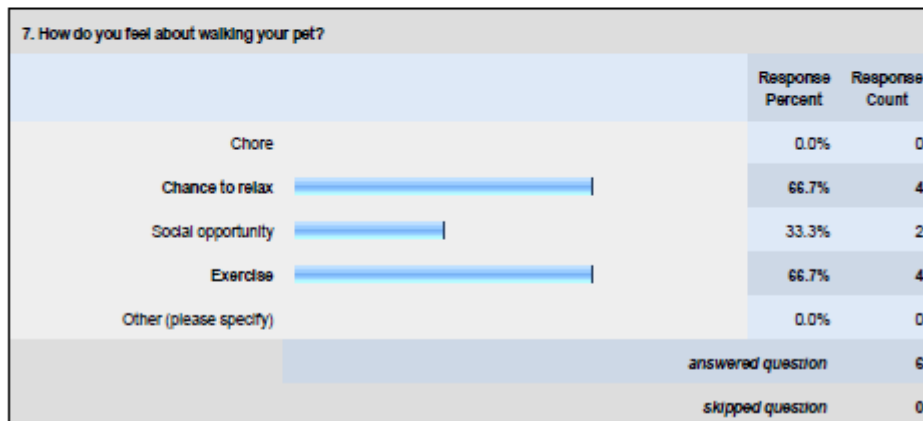 7. How do you feel about walking your pet?
Response Percent
Response Count
Chore 0.0% 0
Chance to relax 66.7% 4
Social opportunity 33.3% 2
Exercise 66.7% 4
Other (please specify) 0.0% 0
answered question 6
skipped question 0